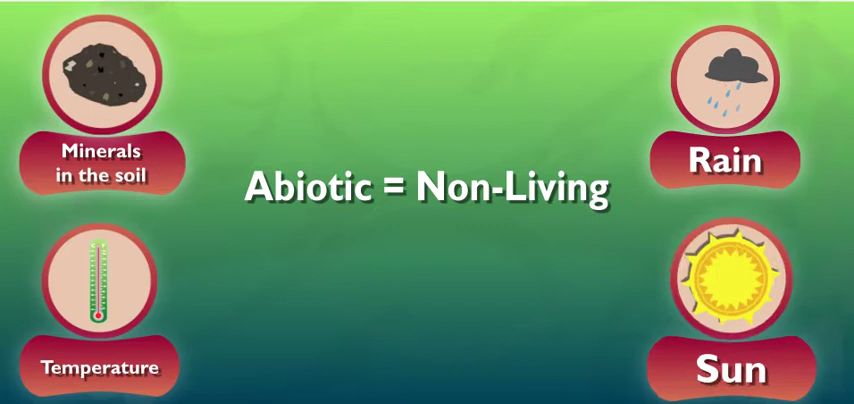 Minerals
in the soil
Rain
Abiotic = Non-Living
Temperature
Sun